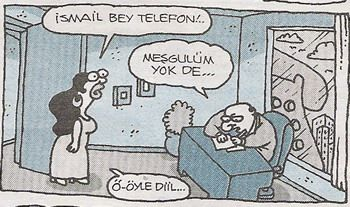 İSMAİL BEY TELEFON!..
MEŞGULÜM
YOK DE...
Ö-ÖYLE DİİL...